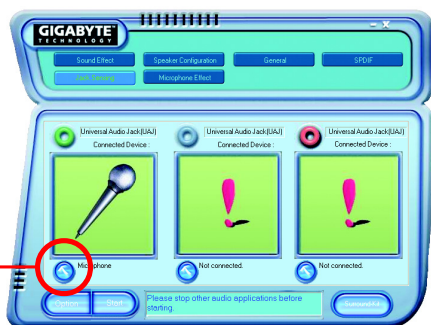 GIGABYTE™
TECHNOLOGY
Sound Effect
Speaker Configuration
General
SPDIF
Jack Sensing
Microphone Effect
Universal Audio Jack(UAJ)
Connected Device :
Universal Audio Jack(UAJ)
Connected Device :
Universal Audio Jack(UAJ)
Connected Device :
Microphone
Not connected.
Not connected.
Option
Start
Please stop other audio applications before
starting.